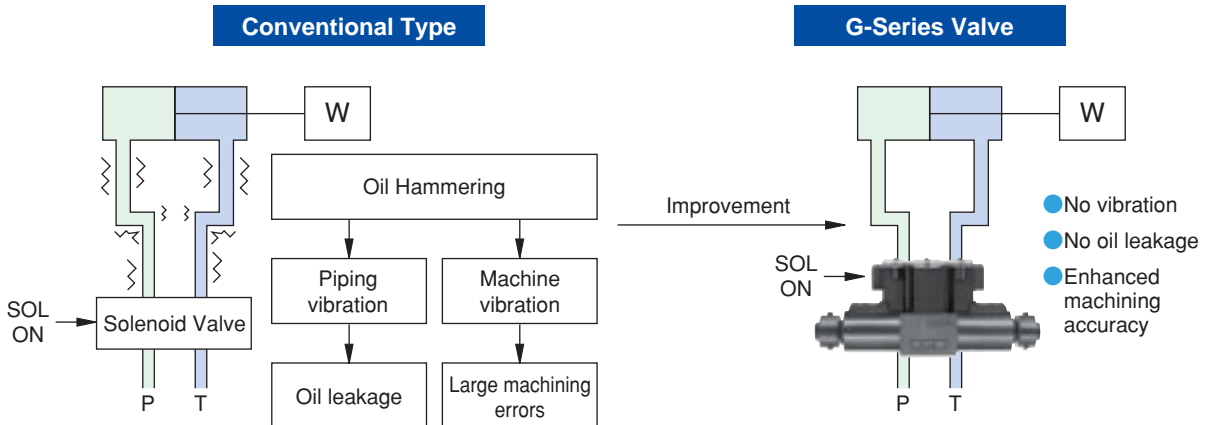 Conventional Type
W
Oil Hammering
Piping
vibration
Machine
vibration
SOL
ON
Solenoid Valve
Oil leakage
Large machining
errors
P
T
Improvement
G-Series Valve
W
SOL
ON
No vibration
No oil leakage
Enhanced
machining
accuracy
P
T